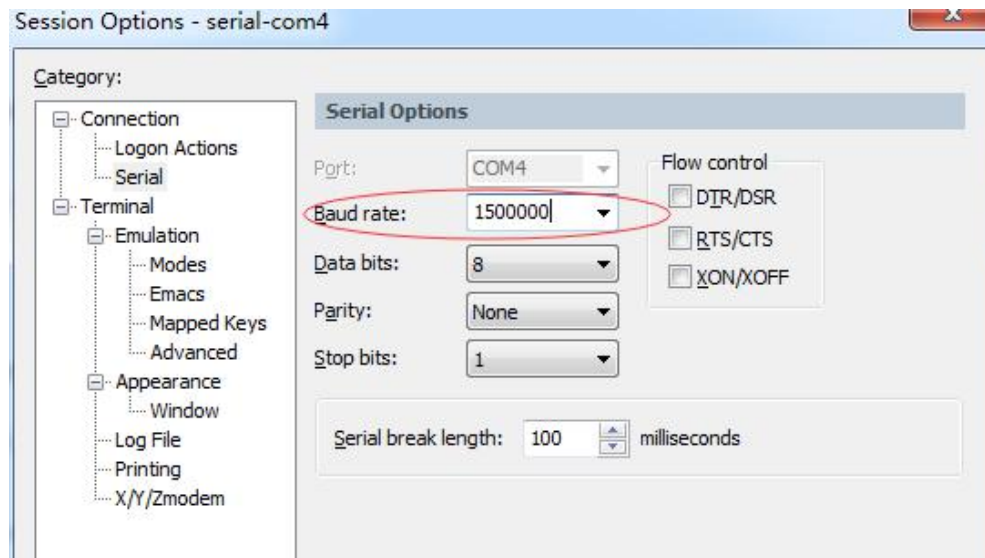 Session Options - serial-com4
Category:
Connection
Logon Actions
Serial
Terminal
Emulation
Modes
Emacs
Mapped Keys
Advanced
Appearance
Window
Log File
Printing
X/Y/Zmodem
Serial Options
Port: COM4
Baud rate: 1500000
Data bits: 8
Parity: None
Stop bits: 1
Flow control
DTR/DSR
RTS/CTS
XON/XOFF
Serial break length: 100 milliseconds